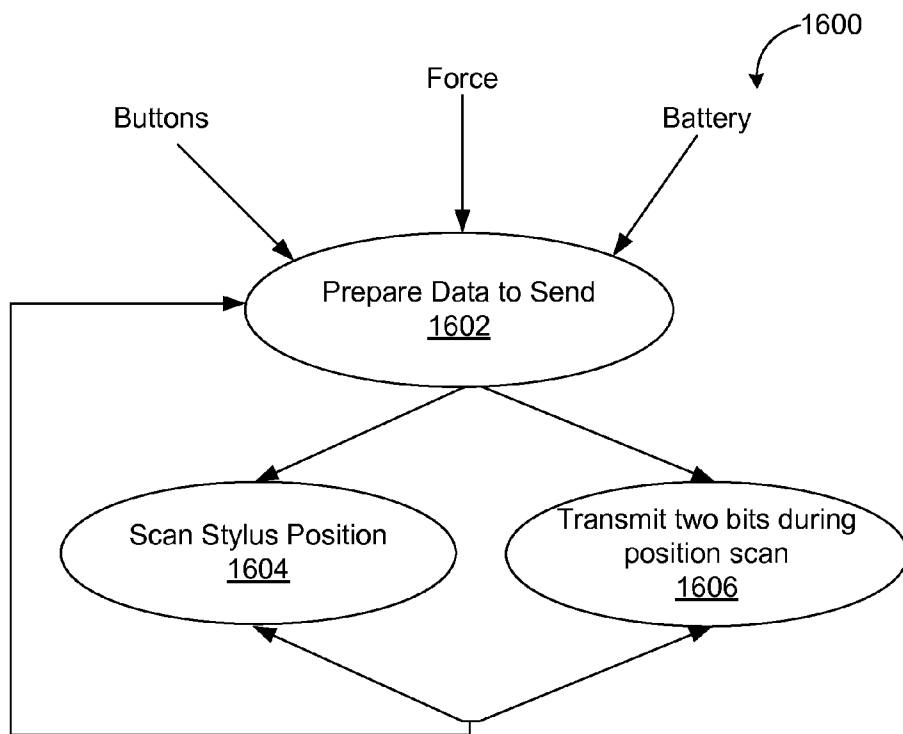 1600
Force
Buttons
Battery
Prepare Data to Send
1602
Scan Stylus Position
1604
Transmit two bits during
position scan
1606